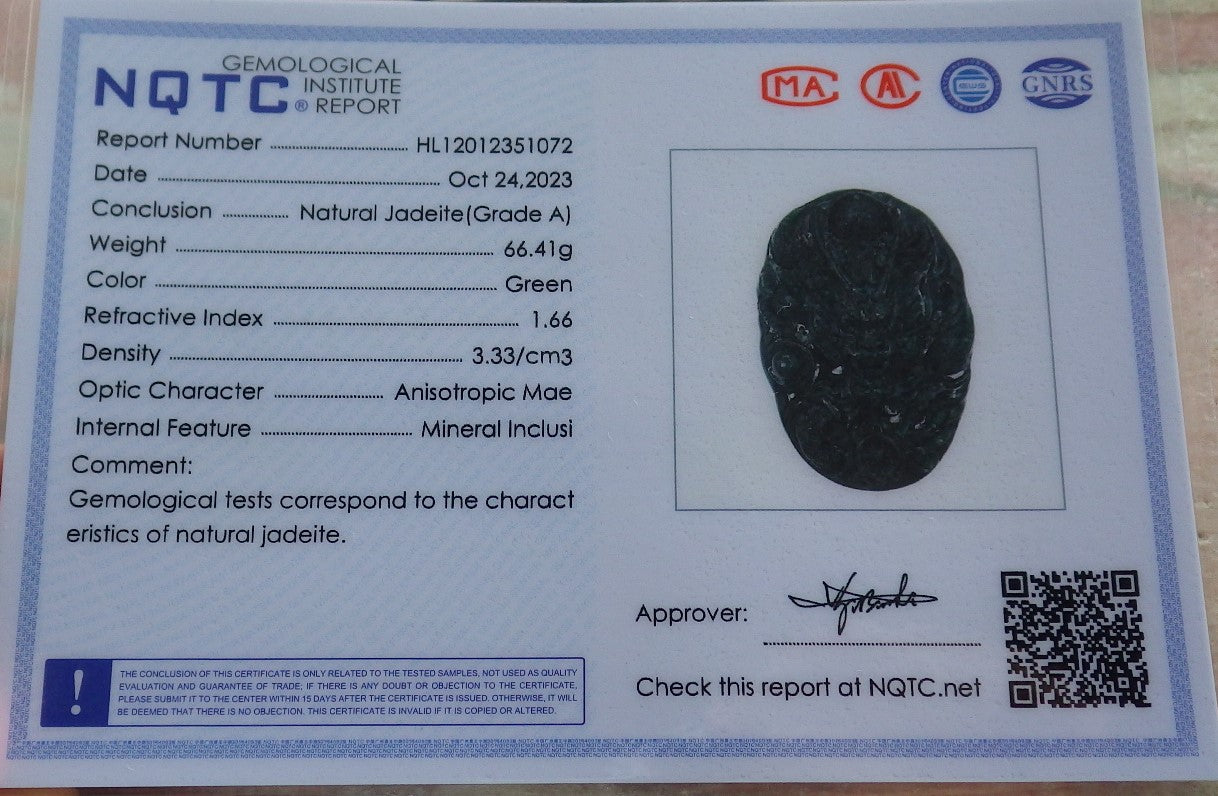 NQTC® GEMOLOGICAL
INSTITUTE
REPORT
MA
GNRS
Report Number HL12012351072
Date Oct 24,2023
Conclusion Natural Jadeite(Grade A)
Weight 66.41g
Color Green
Refractive Index 1.66
Density 3.33/cm3
Optic Character Anisotropic Mae
Internal Feature Mineral Inclusi
Comment:
Gemological tests correspond to the charact
eristics of natural jadeite.
Approver:
Check this report at NQTC.net
!
THE CONCLUSION OF THIS CERTIFICATE IS ONLY RELATED TO THE TESTED SAMPLES, NOT USED AS QUALITY
EVALUATION AND GUARANTEE OF TRADE; IF THERE IS ANY DOUBT OR OBJECTION TO THE CERTIFICATE,
PLEASE SUBMIT IT TO THE CENTER WITHIN 15 DAYS AFTER THE CERTIFICATE IS ISSUED. OTHERWISE, IT WILL
BE DEEMED THAT THERE IS NO OBJECTION. THIS CERTIFICATE IS INVALID IF IT IS COPIED OR ALTERED.